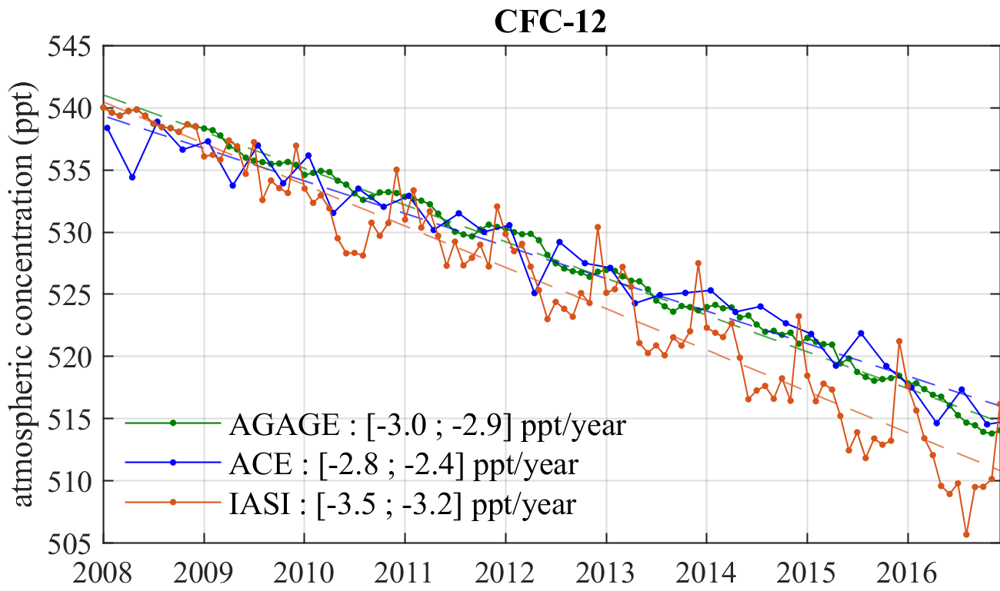 CFC-12
545
540
535
530
525
520
515
510
505
atmospheric concentration (ppt)
AGAGE : [-3.0 ; -2.9] ppt/year
ACE : [-2.8 ; -2.4] ppt/year
IASI : [-3.5 ; -3.2] ppt/year
2008 2009 2010 2011 2012 2013 2014 2015 2016